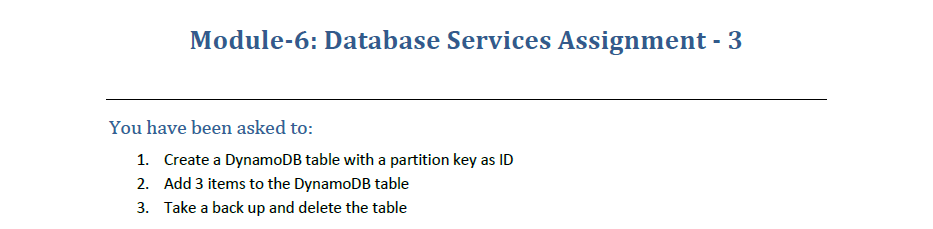 Module-6: Database Services Assignment - 3
You have been asked to:
1. Create a DynamoDB table with a partition key as ID
2. Add 3 items to the DynamoDB table
3. Take a back up and delete the table